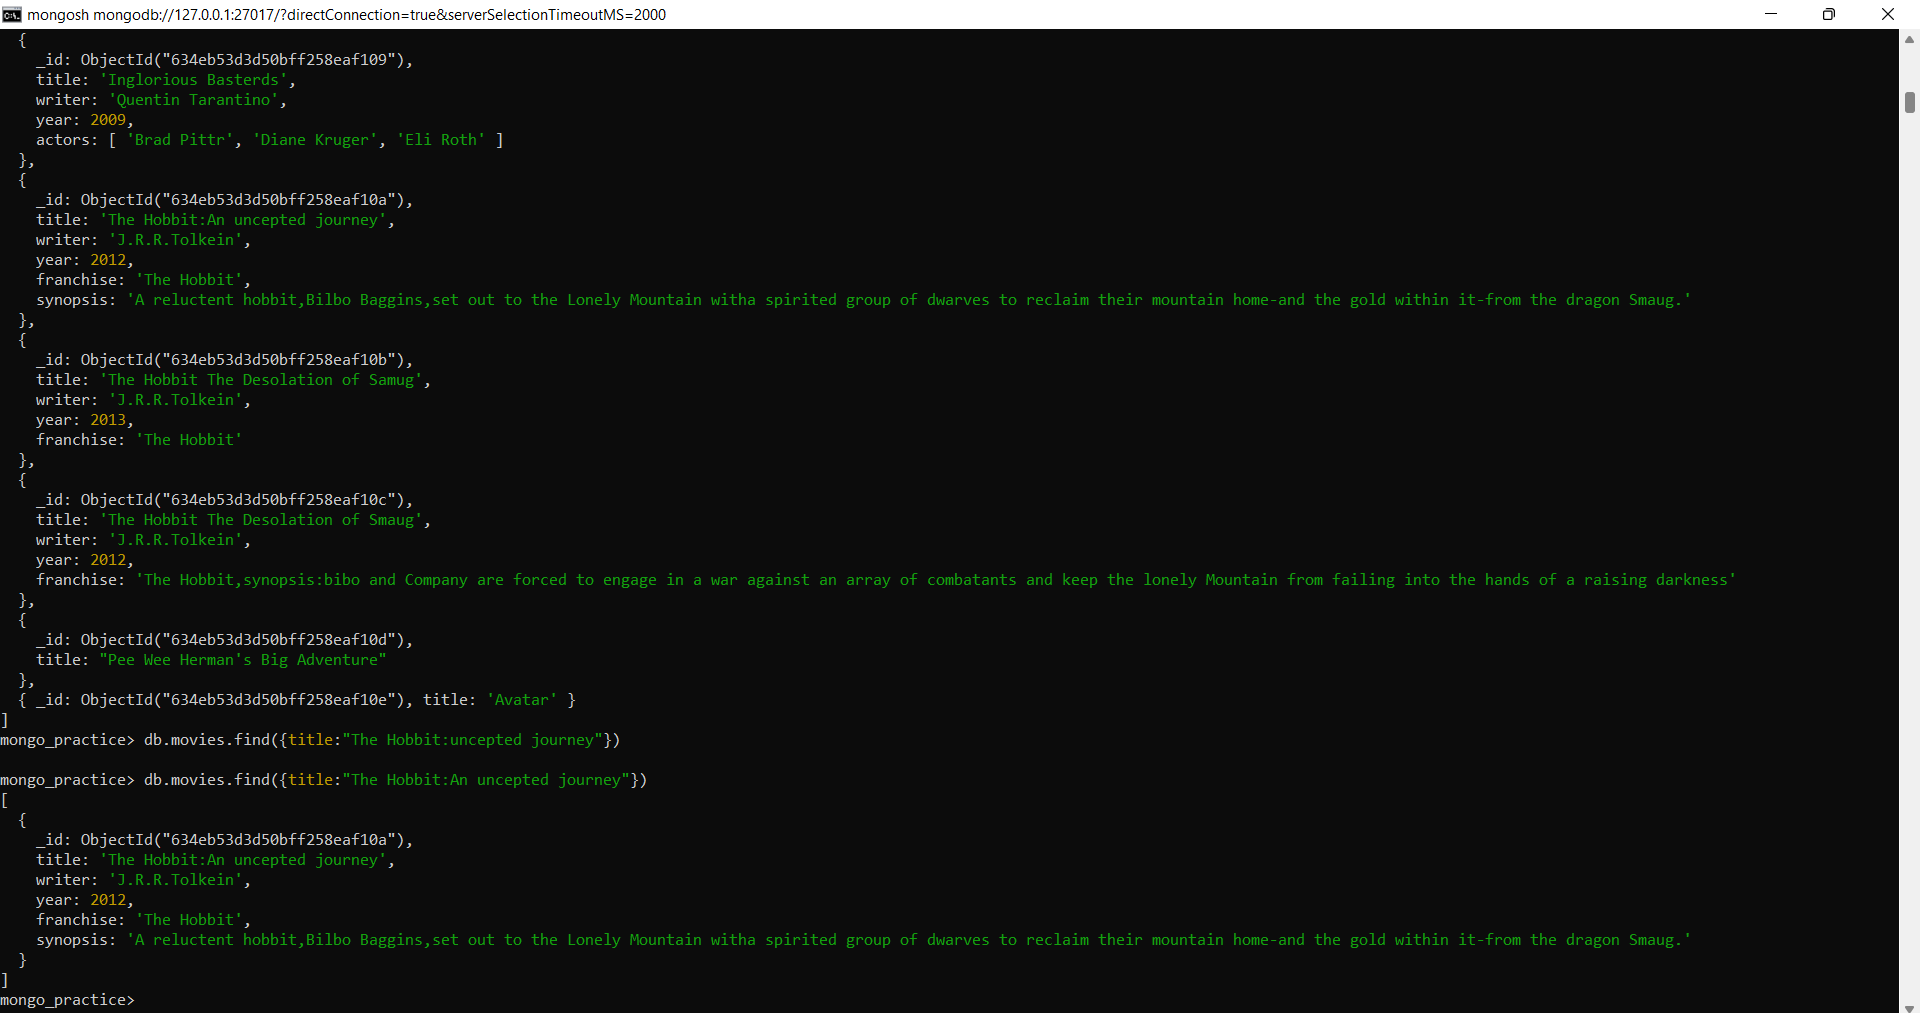 mongosh mongodb://127.0.0.1:27017/?directConnection=true&serverSelectionTimeoutMS=2000
{
_id: ObjectId("634eb53d3d50bff258eaf109"),
title: 'Inglorious Basterds',
writer: 'Quentin Tarantino',
year: 2009,
actors: [ 'Brad Pittr', 'Diane Kruger', 'Eli Roth' ]
},
{
_id: ObjectId("634eb53d3d50bff258eaf10a"),
title: 'The Hobbit:An uncepted journey',
writer: 'J.R.R.Tolkein',
year: 2012,
franchise: 'The Hobbit',
synopsis: 'A reluctent hobbit,Bilbo Baggins,set out to the Lonely Mountain witha spirited group of dwarves to reclaim their mountain home-and the gold within it-from the dragon Smaug.'
},
{
_id: ObjectId("634eb53d3d50bff258eaf10b"),
title: 'The Hobbit The Desolation of Samug',
writer: 'J.R.R.Tolkein',
year: 2013,
franchise: 'The Hobbit'
},
{
_id: ObjectId("634eb53d3d50bff258eaf10c"),
title: 'The Hobbit The Desolation of Smaug',
writer: 'J.R.R.Tolkein',
year: 2012,
franchise: 'The Hobbit,synopsis:bibo and Company are forced to engage in a war against an array of combatants and keep the lonely Mountain from failing into the hands of a raising darkness'
},
{
_id: ObjectId("634eb53d3d50bff258eaf10d"),
title: "Pee Wee Herman's Big Adventure"
},
{ _id: ObjectId("634eb53d3d50bff258eaf10e"), title: 'Avatar' }
]
mongo_practice> db.movies.find({title:"The Hobbit:uncepted journey"})
mongo_practice> db.movies.find({title:"The Hobbit:An uncepted journey"})
[
{
_id: ObjectId("634eb53d3d50bff258eaf10a"),
title: 'The Hobbit:An uncepted journey',
writer: 'J.R.R.Tolkein',
year: 2012,
franchise: 'The Hobbit',
synopsis: 'A reluctent hobbit,Bilbo Baggins,set out to the Lonely Mountain witha spirited group of dwarves to reclaim their mountain home-and the gold within it-from the dragon Smaug.'
}
]
mongo_practice>